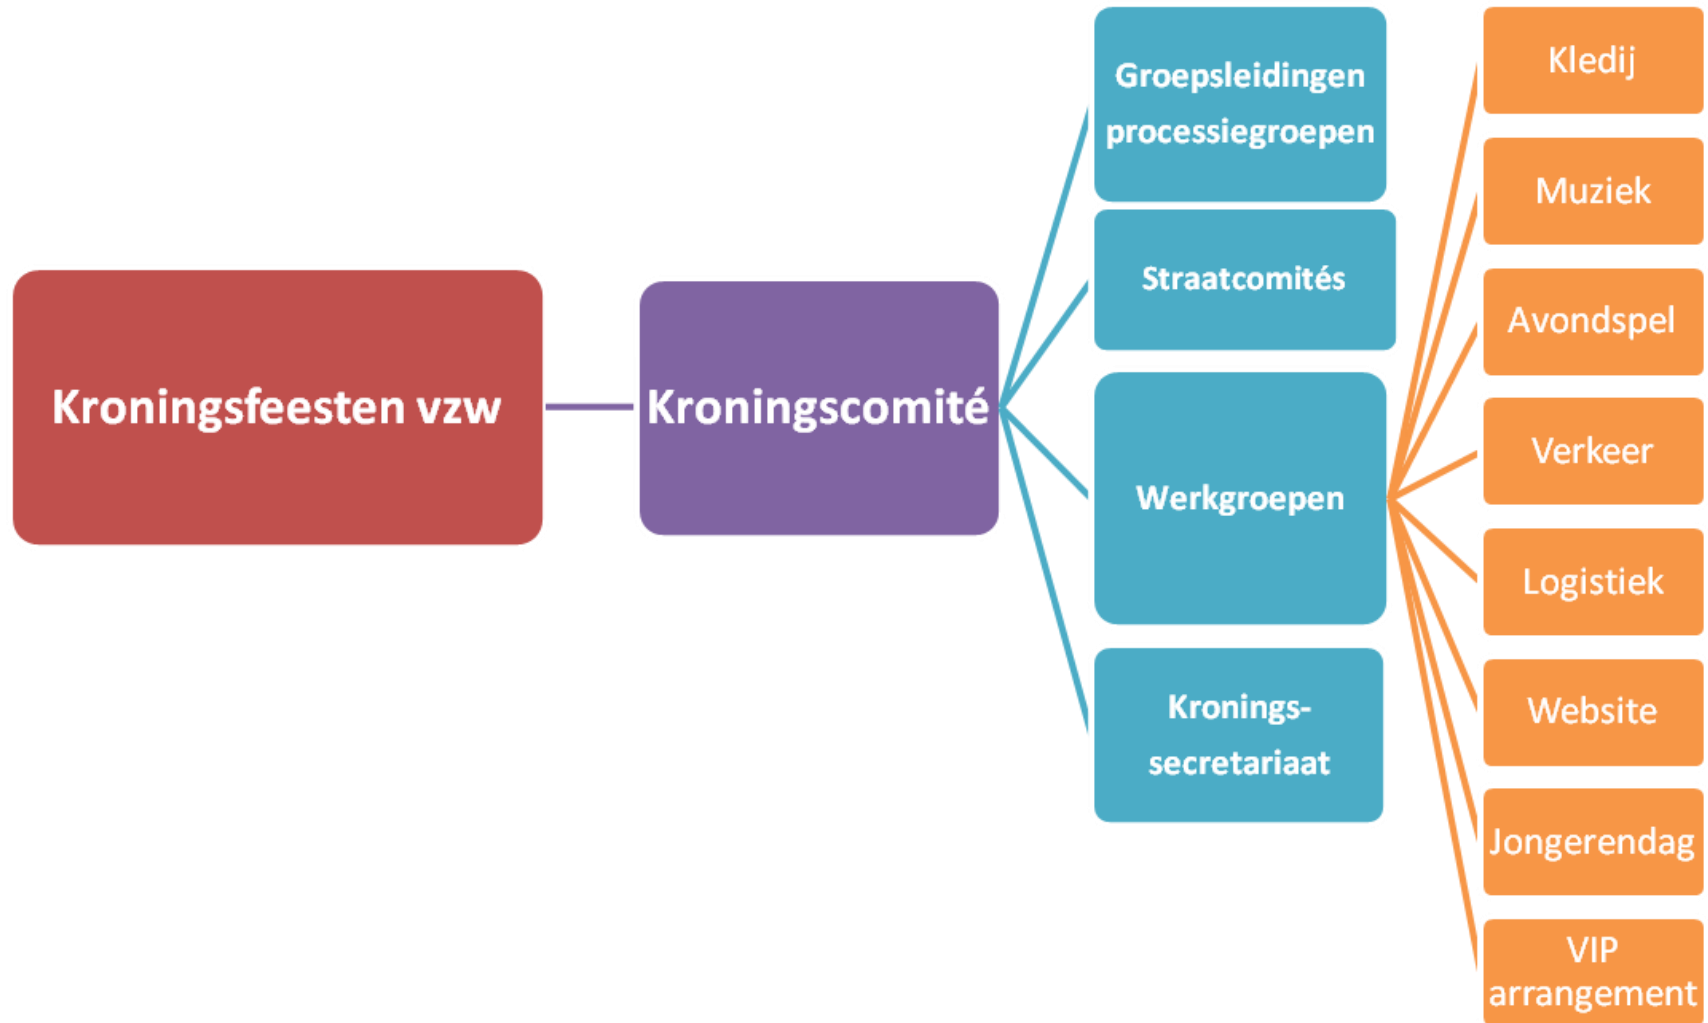 Kroningsfeesten vzw
Kroningscomité
Groepsleidingen
processiegroepen
Straatcomités
Werkgroepen
Kronings-
secretariaat
Kledij
Muziek
Avondspel
Verkeer
Logistiek
Website
Jongerendag
VIP
arrangement